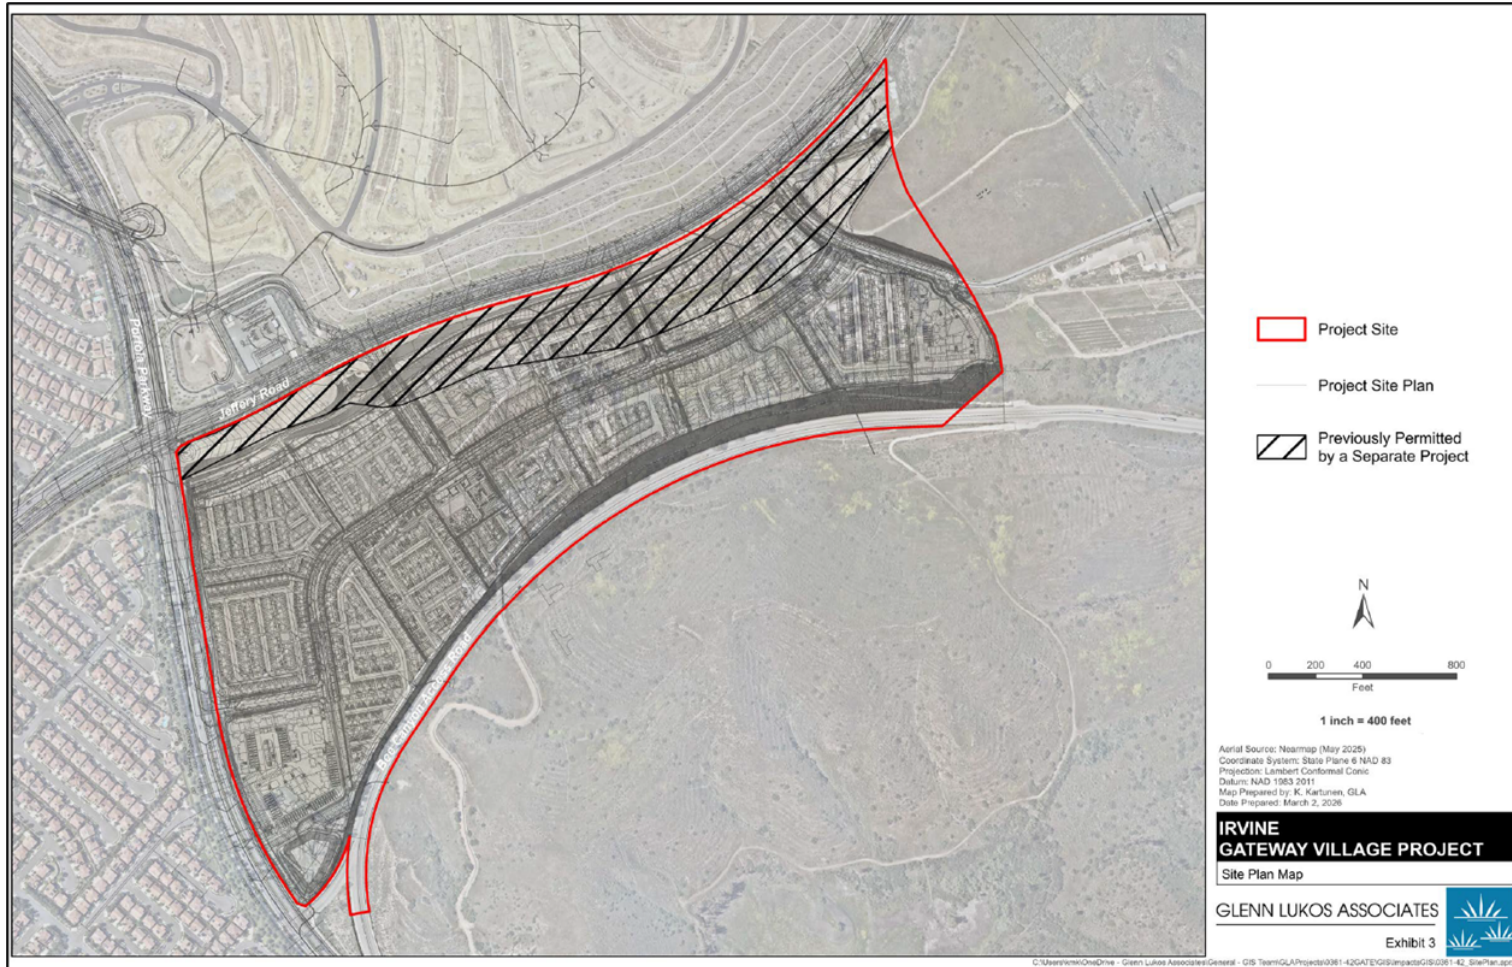 Portola Parkway
Jeffery Road
Bee Canyon Access Road
Project Site
Project Site Plan
Previously Permitted
by a Separate Project
N
0 200 400 800
Feet
1 inch = 400 feet
Aerial Source: Nearmap (May 2025)
Coordinate System: State Plane 6 NAD 83
Projection: Lambert Conformal Conic
Datum: NAD 1983 2011
Map Prepared by: K. Kartunen, GLA
Date Prepared: March 2, 2026
IRVINE
GATEWAY VILLAGE PROJECT
Site Plan Map
GLENN LUKOS ASSOCIATES
Exhibit 3